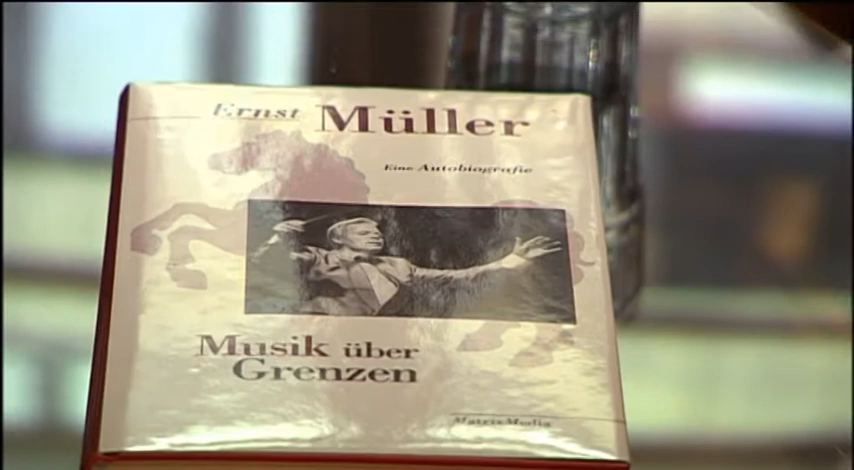 Ernst Müller
Eine Autobiografie
Musik über
Grenzen
MatrixMedia